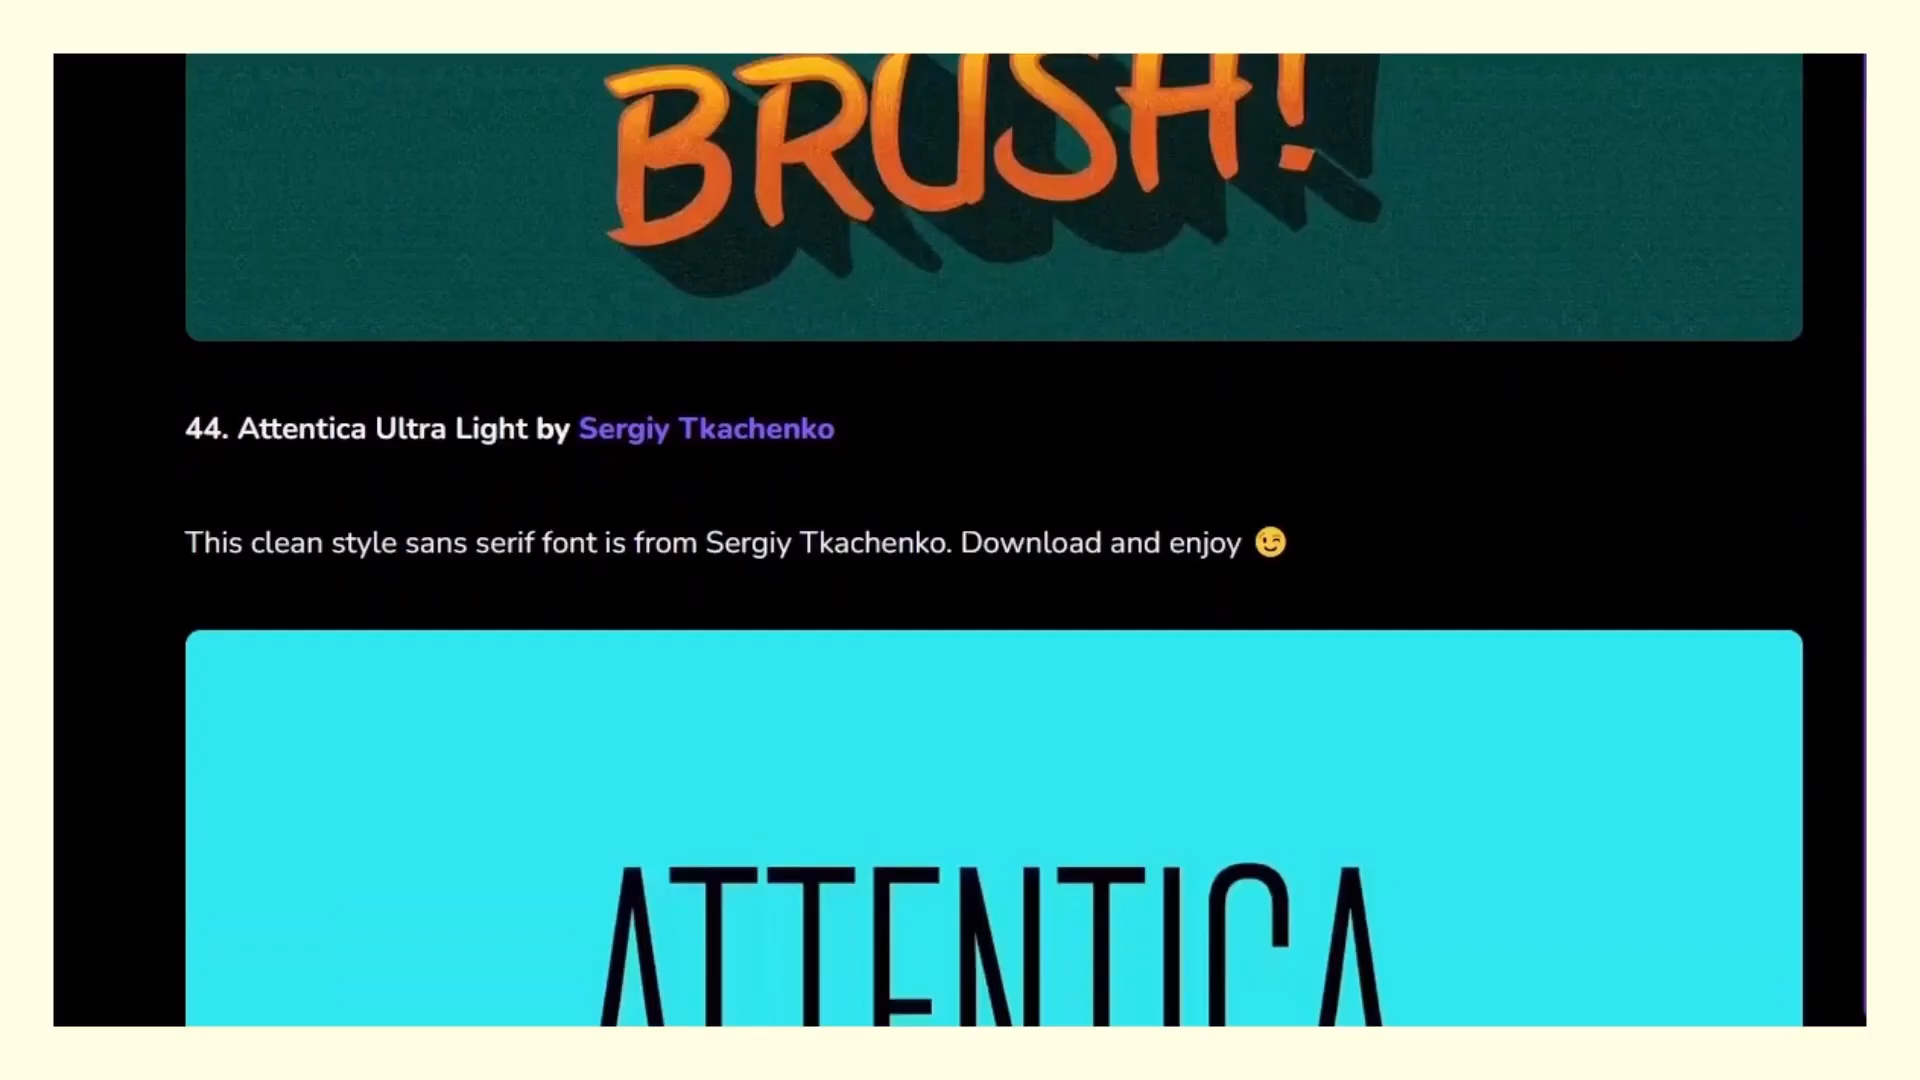 BRUSH!
44. Attentica Ultra Light by Sergiy Tkachenko
This clean style sans serif font is from Sergiy Tkachenko. Download and enjoy 😉
ATTENTICA